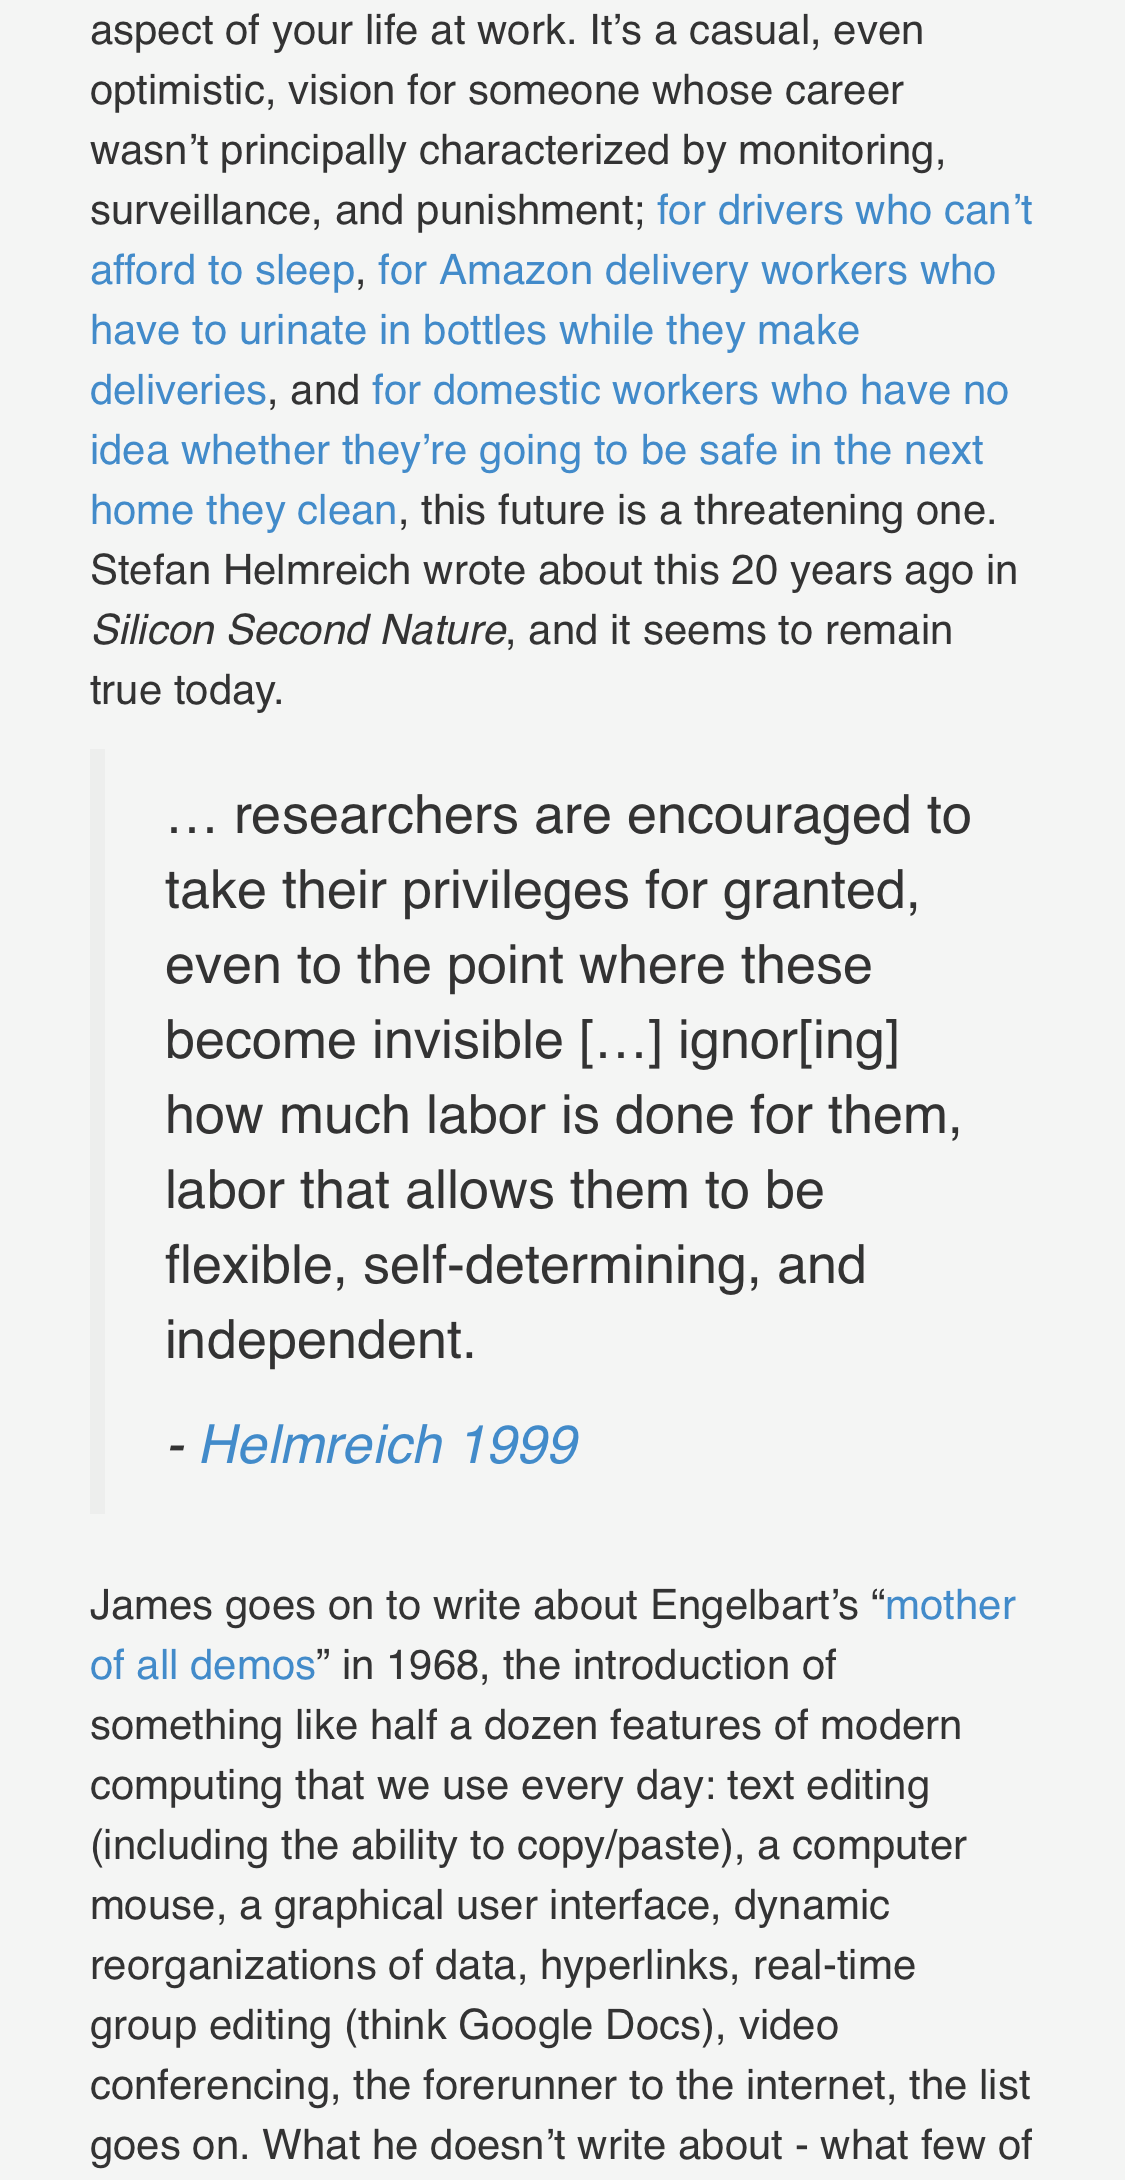 aspect of your life at work. It’s a casual, even
optimistic, vision for someone whose career
wasn’t principally characterized by monitoring,
surveillance, and punishment; for drivers who can’t
afford to sleep, for Amazon delivery workers who
have to urinate in bottles while they make
deliveries, and for domestic workers who have no
idea whether they’re going to be safe in the next
home they clean, this future is a threatening one.
Stefan Helmreich wrote about this 20 years ago in
Silicon Second Nature, and it seems to remain
true today.
… researchers are encouraged to
take their privileges for granted,
even to the point where these
become invisible […] ignor[ing]
how much labor is done for them,
labor that allows them to be
flexible, self-determining, and
independent.
- Helmreich 1999
James goes on to write about Engelbart’s “mother
of all demos” in 1968, the introduction of
something like half a dozen features of modern
computing that we use every day: text editing
(including the ability to copy/paste), a computer
mouse, a graphical user interface, dynamic
reorganizations of data, hyperlinks, real-time
group editing (think Google Docs), video
conferencing, the forerunner to the internet, the list
goes on. What he doesn’t write about - what few of